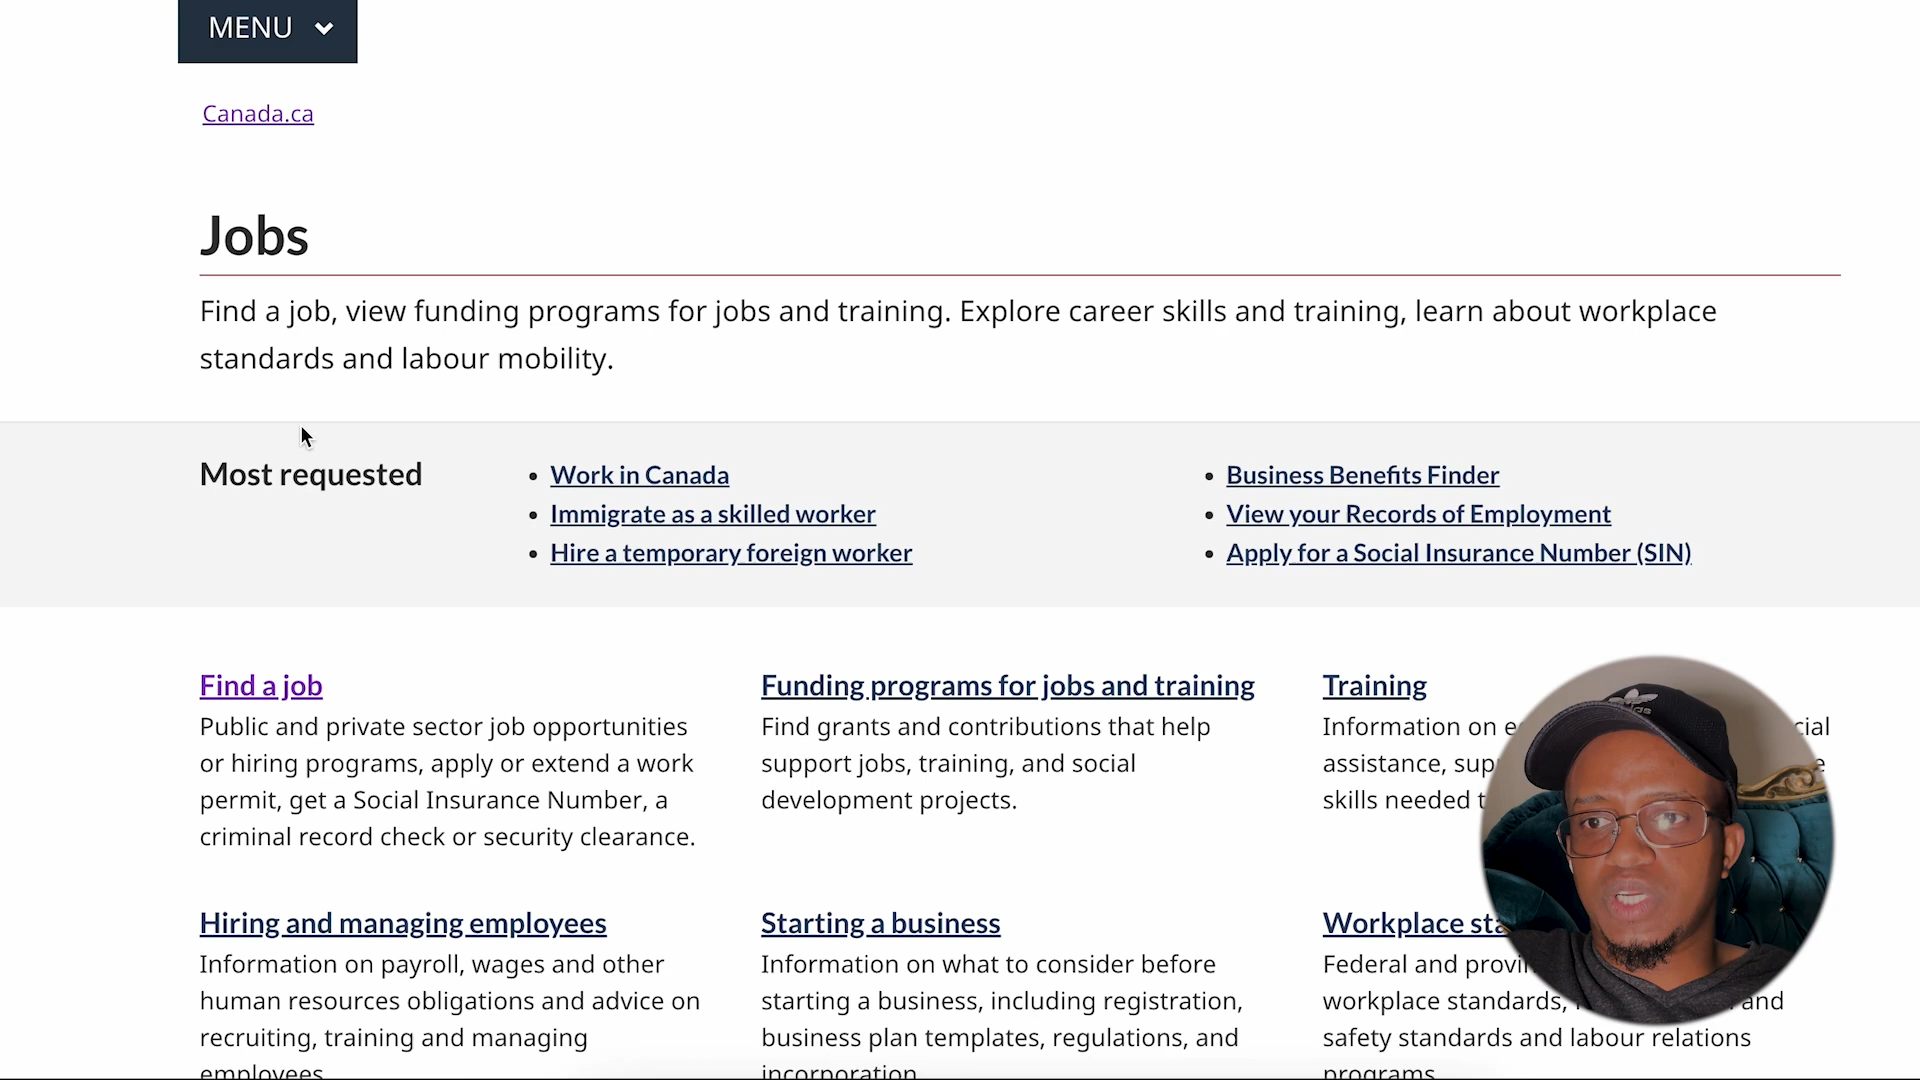 MENU
Canada.ca
Jobs
Find a job, view funding programs for jobs and training. Explore career skills and training, learn about workplace
standards and labour mobility.
Most requested
• Work in Canada
• Immigrate as a skilled worker
• Hire a temporary foreign worker
• Business Benefits Finder
• View your Records of Employment
• Apply for a Social Insurance Number (SIN)
Find a job
Public and private sector job opportunities
or hiring programs, apply or extend a work
permit, get a Social Insurance Number, a
criminal record check or security clearance.
Funding programs for jobs and training
Find grants and contributions that help
support jobs, training, and social
development projects.
Training
Information on
assistance,
skills needed
Hiring and managing employees
Information on payroll, wages and other
human resources obligations and advice on
recruiting, training and managing
employees
Starting a business
Information on what to consider before
starting a business, including registration,
business plan templates, regulations, and
incorporation
Workplace
Federal and
workplace standards, and
safety standards and labour relations
programs